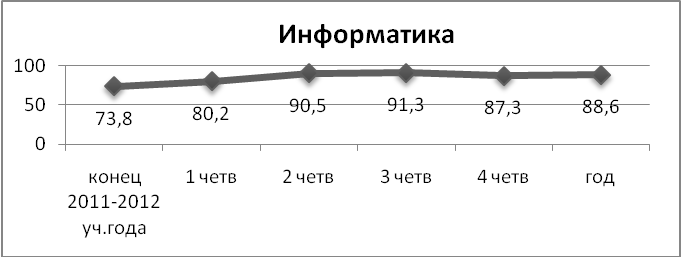 Информатика
100
50
0
73,8 80,2 90,5 91,3 87,3 88,6
конец 1 четв 2 четв 3 четв 4 четв год
2011-2012
уч.года